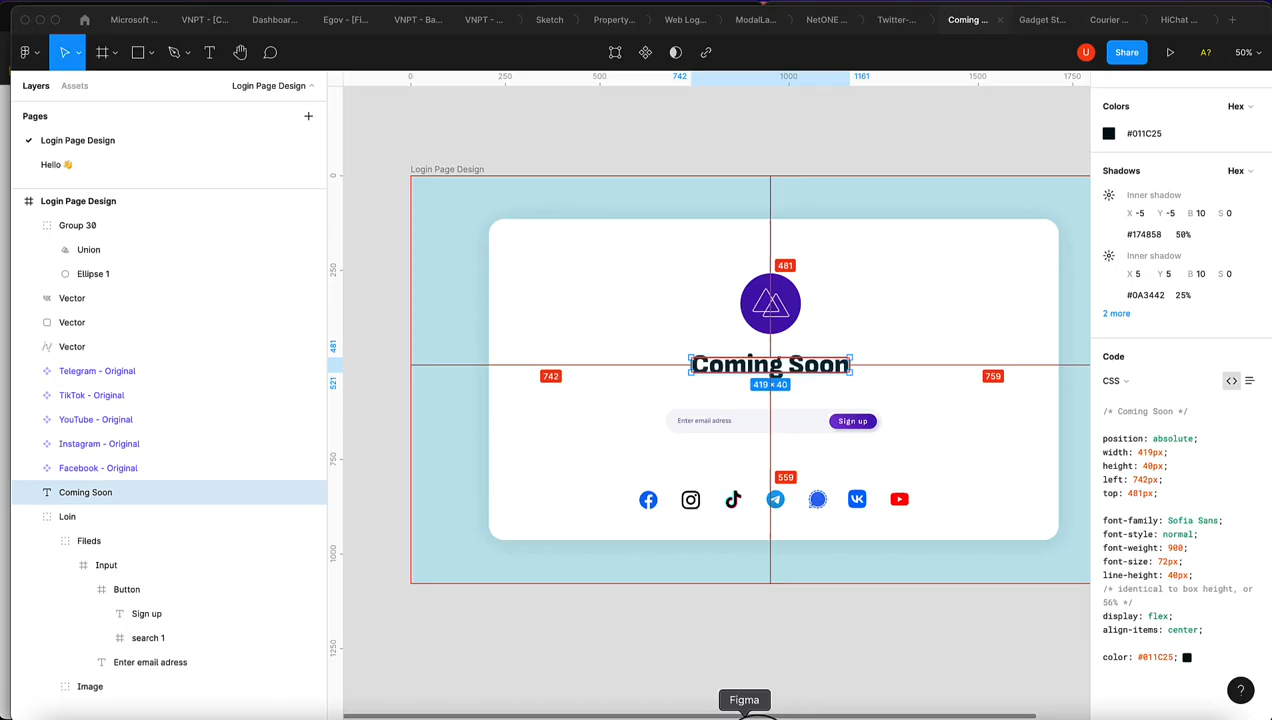 Microsoft ...
VNPT - [C...
Dashboar...
Egov - [Fi...
VNPT - Ba...
VNPT - ...
Sketch
Property...
Web Log...
ModalLa...
NetONE ...
Twitter-...
Coming ...
Gadget St...
Courier ...
HiChat ...
Share
A?
50%
Layers
Assets
Login Page Design
Pages
Login Page Design
Hello 👋
Login Page Design
Group 30
Union
Ellipse 1
Vector
Vector
Vector
Telegram - Original
TikTok - Original
YouTube - Original
Instagram - Original
Facebook - Original
Coming Soon
Loin
Fileds
Input
Button
Sign up
search 1
Enter email adress
Image
0
250
500
742
1000
1161
1500
1750
0
250
481
521
750
1000
1250
Login Page Design
481
Coming Soon
742
419 × 40
759
Enter email adress
Sign up
559
Figma
Colors
Hex
#011C25
Shadows
Hex
Inner shadow
X -5 Y -5 B 10 S 0
#174858 50%
Inner shadow
X 5 Y 5 B 10 S 0
#0A3442 25%
2 more
Code
CSS
/* Coming Soon */
position: absolute;
width: 419px;
height: 40px;
left: 742px;
top: 481px;
font-family: Sofia Sans;
font-style: normal;
font-weight: 900;
font-size: 72px;
line-height: 40px;
/* identical to box height, or
56% */
display: flex;
align-items: center;
color: #011C25;
?